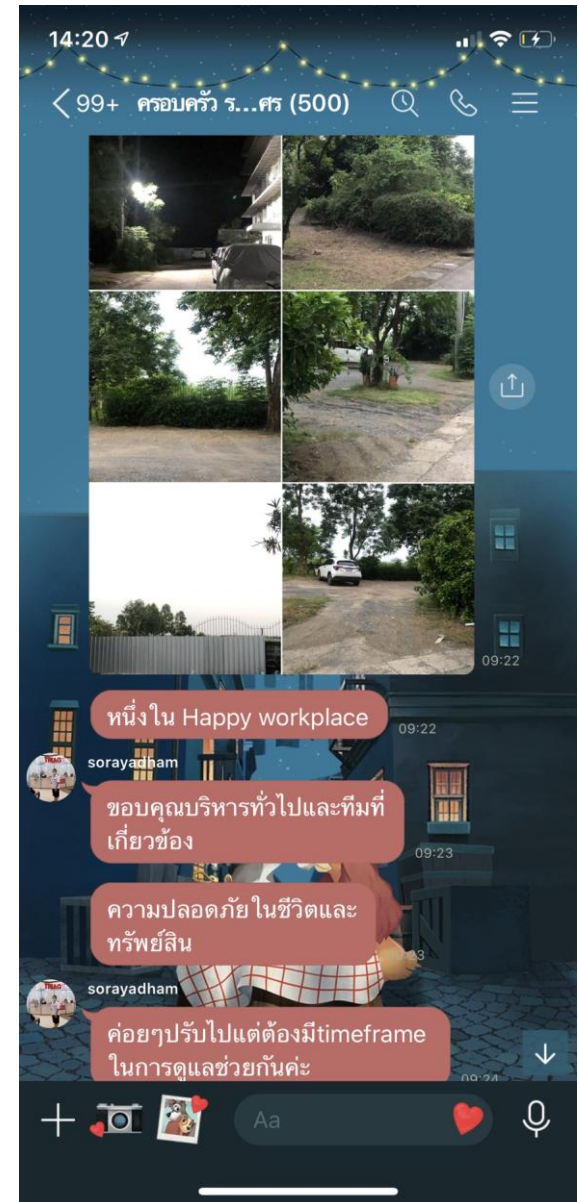 14:20
99+ ครอบครัว ร...ศร (500)
09:22
หนึ่งใน Happy workplace
09:22
sorayadham
ขอบคุณบริหารทั่วไปและทีมที่
เกี่ยวข้อง
09:23
ความปลอดภัยในชีวิตและ
ทรัพย์สิน
sorayadham
ค่อยๆปรับไปแต่ต้องมีtimeframe
ในการดูแลช่วยกันค่ะ
09:24
Aa